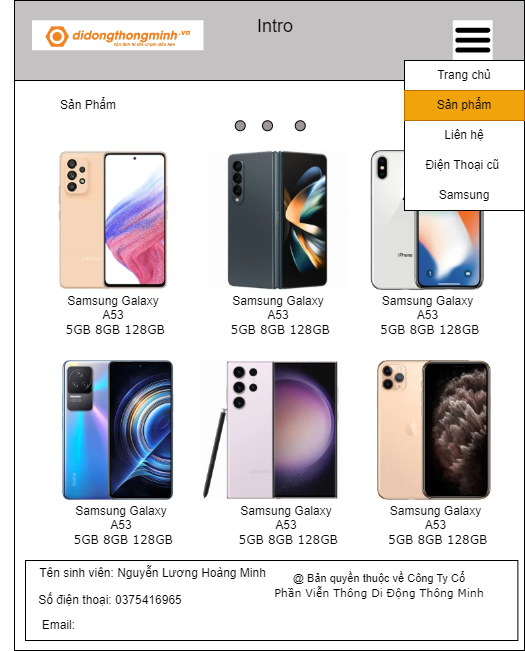 Intro
didongthongminh.vn
Trang chủ
Sản phẩm
Liên hệ
Điện Thoại cũ
Samsung
Sản Phẩm
iPhone
Samsung Galaxy
A53
5GB 8GB 128GB
Samsung Galaxy
A53
5GB 8GB 128GB
Samsung Galaxy
A53
5GB 8GB 128GB
Samsung Galaxy
A53
5GB 8GB 128GB
Samsung Galaxy
A53
5GB 8GB 128GB
Samsung Galaxy
A53
5GB 8GB 128GB
Tên sinh viên: Nguyễn Lương Hoàng Minh
Số điện thoại: 0375416965
Email:
@ Bản quyền thuộc về Công Ty Cổ
Phần Viễn Thông Di Động Thông Minh